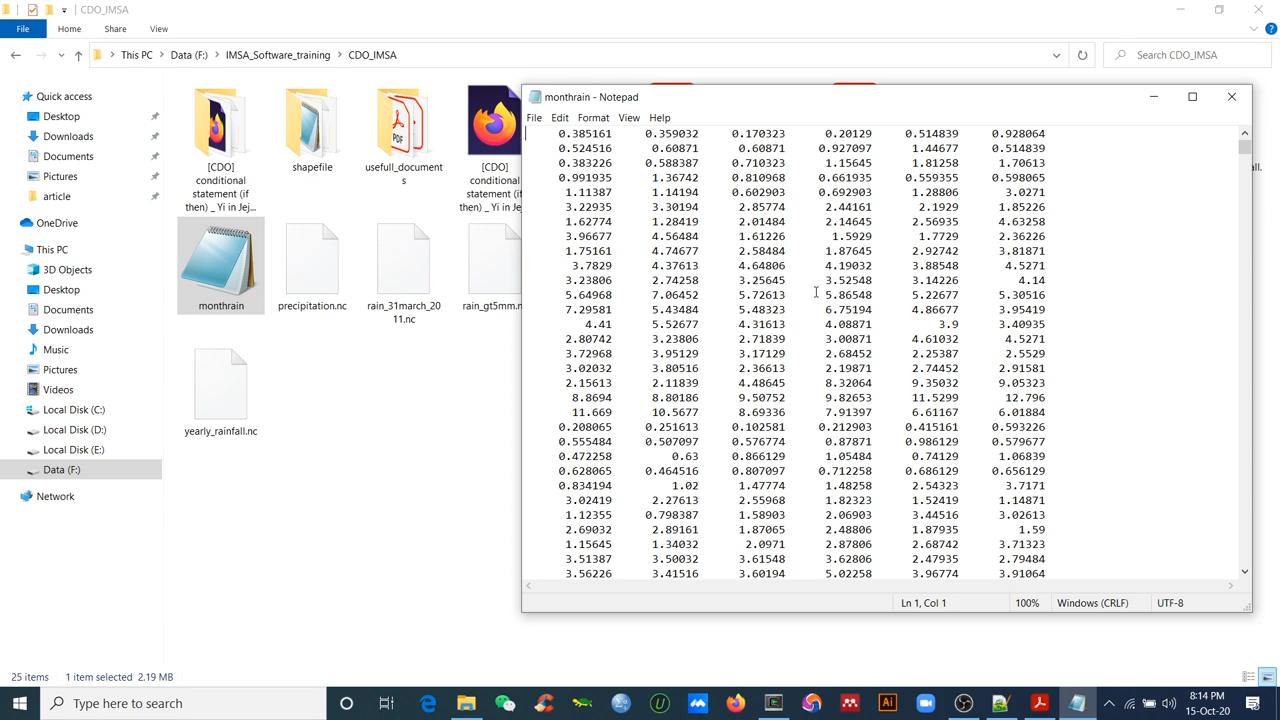 CDO_IMSA
File Home Share View
This PC Data (F:) IMSA_Software_training CDO_IMSA
Search CDO_IMSA
Quick access
Desktop
Downloads
Documents
Pictures
article
OneDrive
This PC
3D Objects
Desktop
Documents
Downloads
Music
Pictures
Videos
Local Disk (C:)
Local Disk (D:)
Local Disk (E:)
Data (F:)
Network
[CDO]
conditional
statement (if
then) _ Yi in Jej...
shapefile
usefull_document
s
[CDO]
conditional
statement (i
then) _ Yi in
monthrain
precipitation.nc
rain_31march_20
11.nc
rain_gt5mm.n
yearly_rainfall.nc
monthrain - Notepad
File Edit Format View Help
0.385161 0.359032 0.170323 0.20129 0.514839 0.928064
0.524516 0.60871 0.60871 0.927097 1.44677 0.514839
0.383226 0.588387 0.710323 1.15645 1.81258 1.70613
0.991935 1.36742 0.810968 0.661935 0.559355 0.598065
1.11387 1.14194 0.602903 0.692903 1.28806 3.0271
3.22935 3.30194 2.85774 2.44161 2.1929 1.85226
1.62774 1.28419 2.01484 2.14645 2.56935 4.63258
3.96677 4.56484 1.61226 1.5929 1.7729 2.36226
1.75161 4.74677 2.58484 1.87645 2.92742 3.81871
3.7829 4.37613 4.64806 4.19032 3.88548 4.5271
3.23806 2.74258 3.25645 3.52548 3.14226 4.14
5.64968 7.06452 5.72613 5.86548 5.22677 5.30516
7.29581 5.43484 5.48323 6.75194 4.86677 3.95419
4.41 5.52677 4.31613 4.08871 3.9 3.40935
2.80742 3.23806 2.71839 3.00871 4.61032 4.5271
3.72968 3.95129 3.17129 2.68452 2.25387 2.5529
3.02032 3.80516 2.36613 2.19871 2.74452 2.91581
2.15613 2.11839 4.48645 8.32064 9.35032 9.05323
8.8694 8.80186 9.50752 9.82653 11.5299 12.796
11.669 10.5677 8.69336 7.91397 6.61167 6.01884
0.208065 0.251613 0.102581 0.212903 0.415161 0.593226
0.555484 0.507097 0.576774 0.87871 0.986129 0.579677
0.472258 0.63 0.866129 1.05484 0.74129 1.06839
0.628065 0.464516 0.807097 0.712258 0.686129 0.656129
0.834194 1.02 1.47774 1.48258 2.54323 3.7171
3.02419 2.27613 2.55968 1.82323 1.52419 1.14871
1.12355 0.798387 1.58903 2.06903 3.44516 3.02613
2.69032 2.89161 1.87065 2.48806 1.87935 1.59
1.15645 1.34032 2.0971 2.87806 2.68742 3.71323
3.51387 3.50032 3.61548 3.62806 2.47935 2.79484
3.56226 3.41516 3.60194 5.02258 3.96774 3.91064
Ln 1, Col 1 100% Windows (CRLF) UTF-8
all.
25 items 1 item selected 2.19 MB
Type here to search
8:14 PM
15-Oct-20